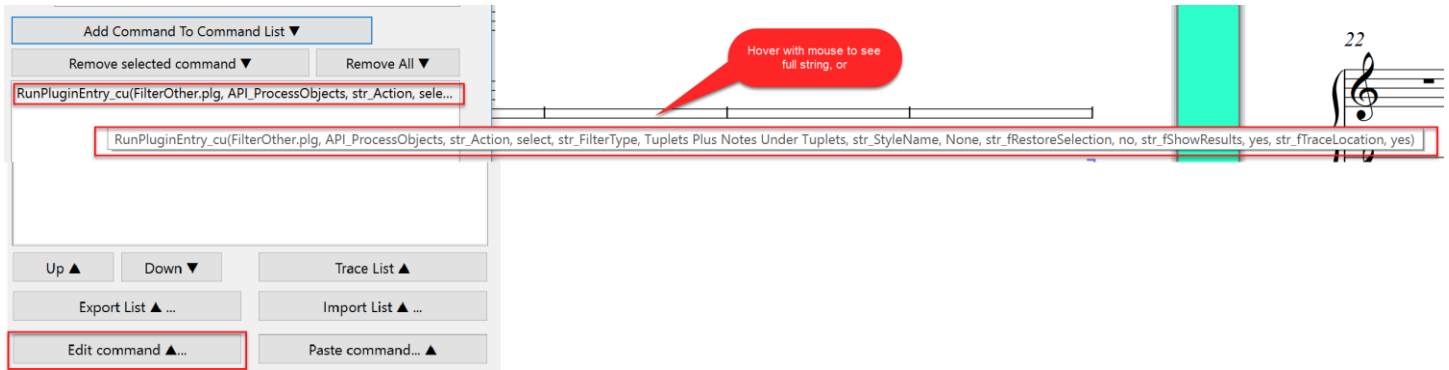 Add Command To Command List ▼
Remove selected command ▼
Remove All ▼
RunPluginEntry_cu(FilterOther.plg, API_ProcessObjects, str_Action, sele...
Hover with mouse to see
full string, or
22
RunPluginEntry_cu(FilterOther.plg, API_ProcessObjects, str_Action, select, str_FilterType, Tuplets Plus Notes Under Tuplets, str_StyleName, None, str_fRestoreSelection, no, str_fShowResults, yes, str_fTraceLocation, yes)
Up ▲
Down ▼
Trace List ▲
Export List ▲ ...
Import List ▲ ...
Edit command ▲...
Paste command... ▲